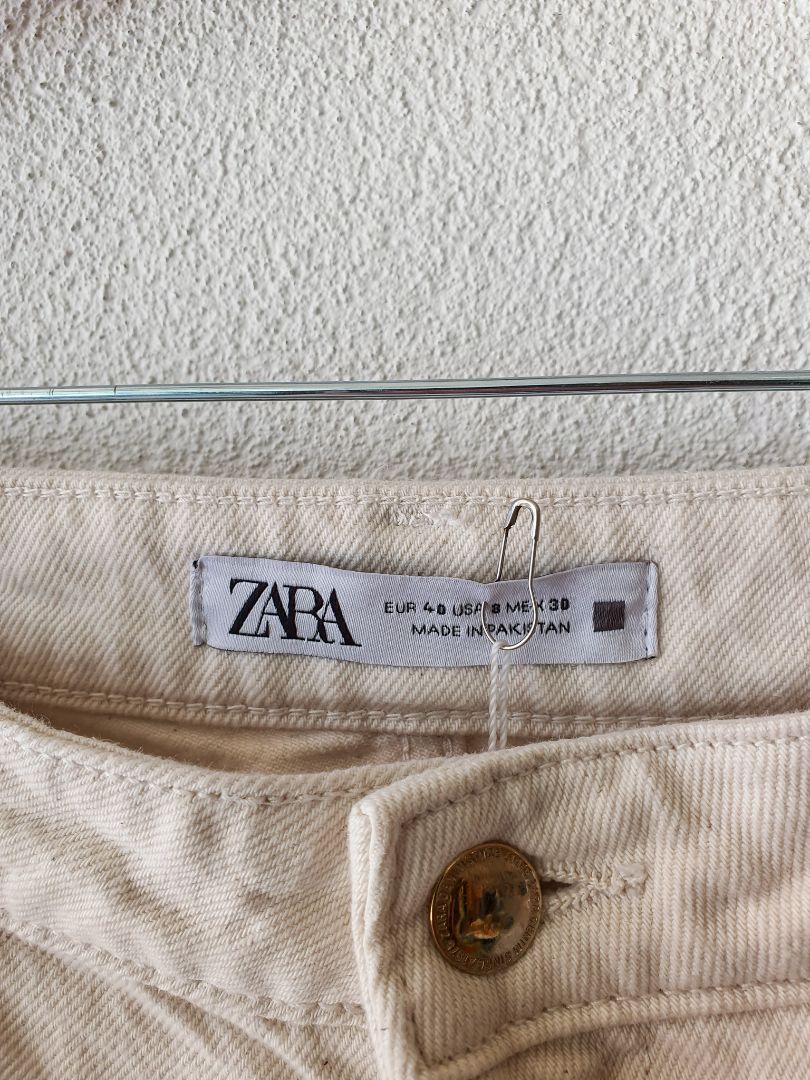 ZARA
EUR 40 USA 8 MEX 30
MADE IN PAKISTAN